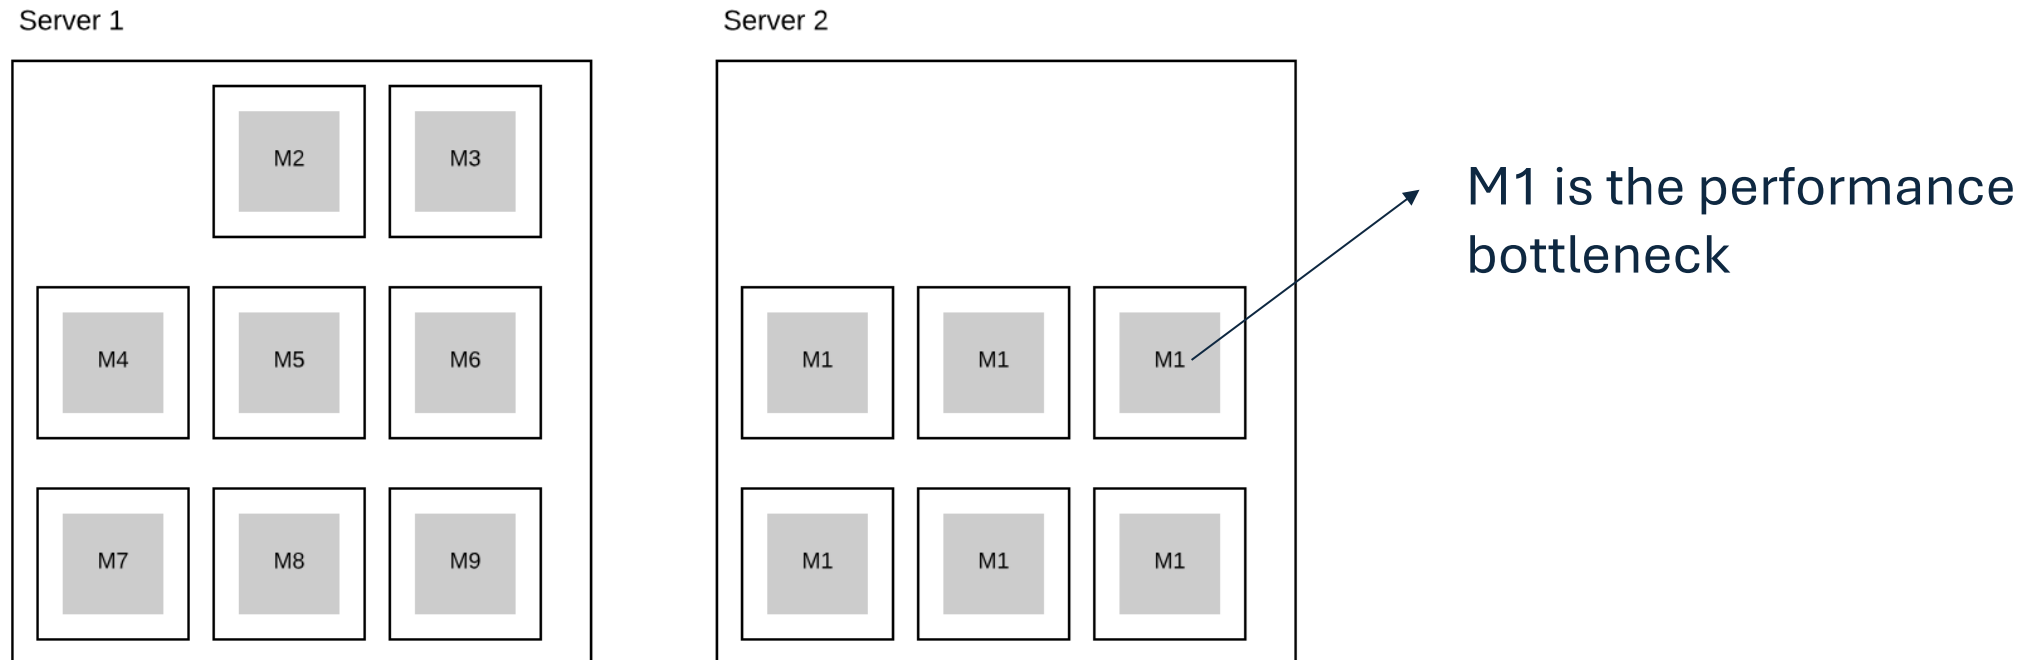 Server 1
Server 2
M2
M3
M1 is the performance
bottleneck
M4
M5
M6
M1
M1
M1
M7
M8
M9
M1
M1
M1